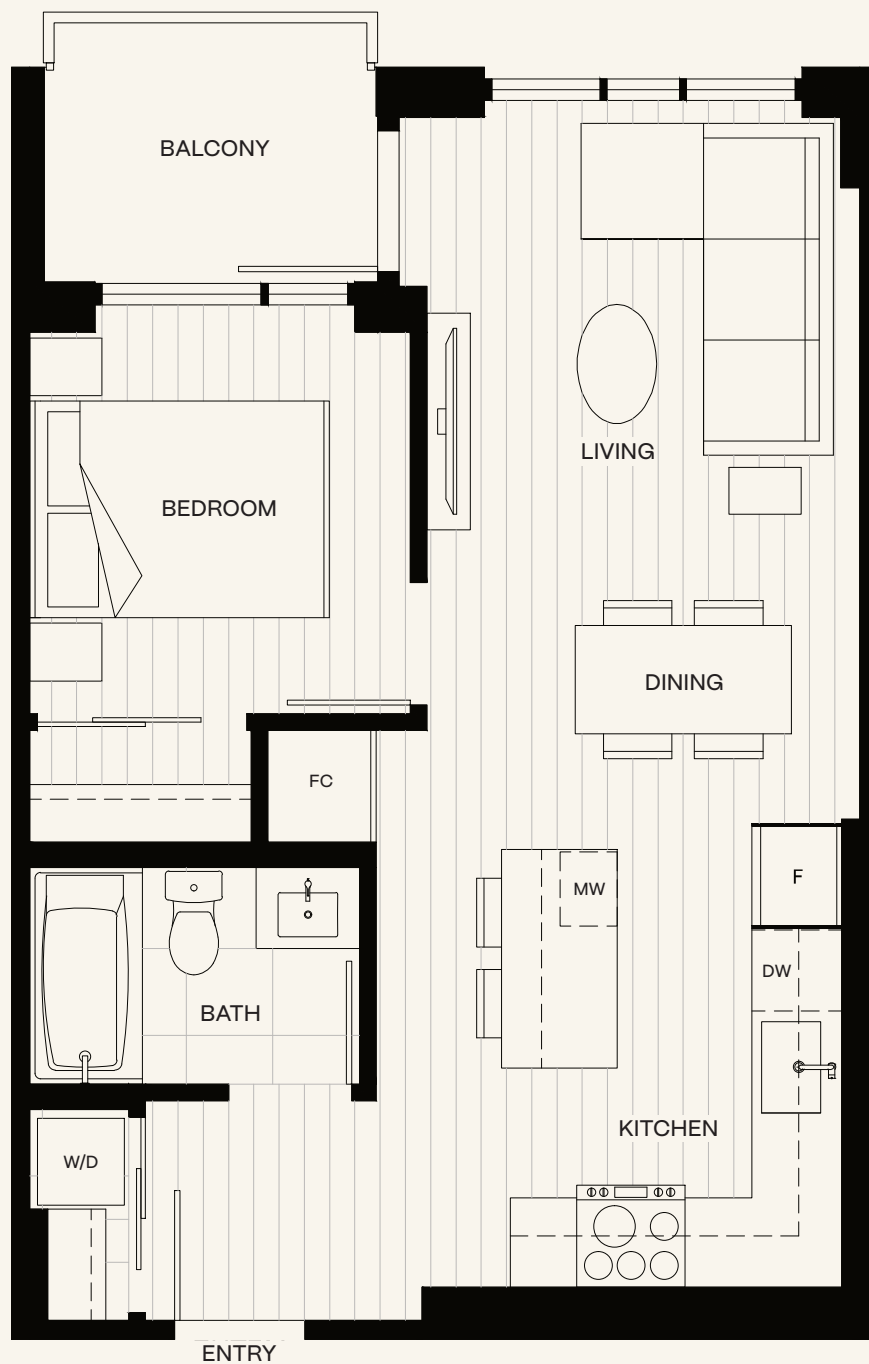 BALCONY
LIVING
BEDROOM
DINING
FC
F
MW
DW
BATH
KITCHEN
W/D
ENTRY